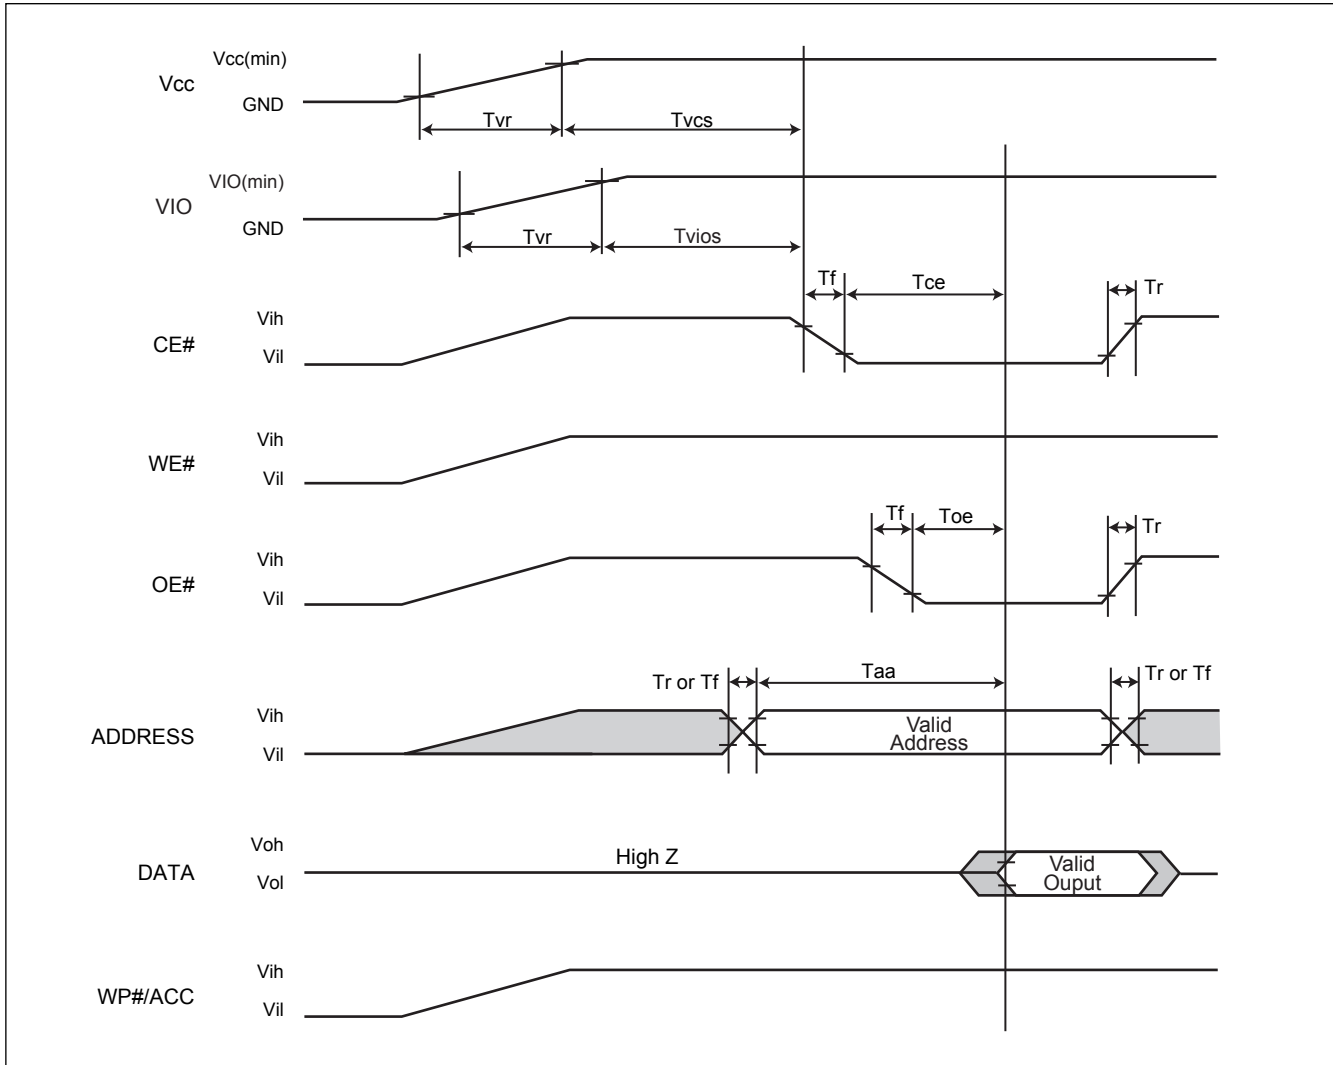 Vcc
Vcc(min)
GND
Tvr
Tvcs
VIO
VIO(min)
GND
Tvr
Tvios
CE#
Vih
Vil
Tf
Tce
Tr
WE#
Vih
Vil
OE#
Vih
Vil
Tf
Toe
Tr
ADDRESS
Vih
Vil
Tr or Tf
Taa
Tr or Tf
Valid
Address
DATA
Voh
Vol
High Z
Valid
Ouput
WP#/ACC
Vih
Vil